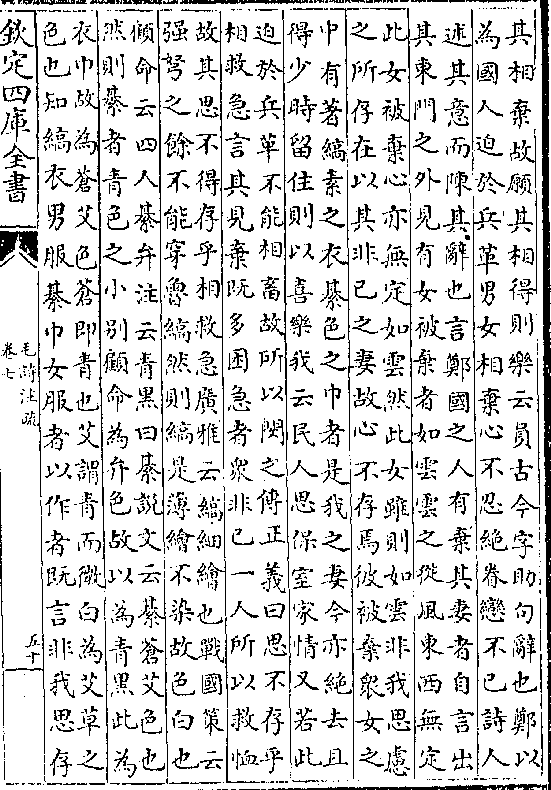 其相棄故願其相得則樂云員古今字助句辭也鄭以
為國人迫於兵革男女相棄心不忍絶眷戀不已詩人
述其意而陳其辭也言鄭國之人有棄其妻者自言出
其東門之外見有女被棄者如雲雲之從風東西無定
此女被棄心亦無定如雲然此女雖則如雲非我思慮
之所存在以其非已之妻故心不存焉彼被棄衆女之
中有著縞素之衣綦色之巾者是我之妻今亦絶去且
得少時留住則以喜樂我云民人思保室家情又若此
迫於兵革不能相畜故所以閔之傳正義曰思不存乎
相救急言其見棄既多困急者衆非已一人所以救恤
故其思不得存乎相救急廣雅云縞細繒也戰國策云
强弩之餘不能穿魯縞然則縞是薄繒不染故色白也
顧命云四人綦弁注云青黑曰綦說文云綦蒼艾色也
然則綦者青色之小别顧命為弁色故以為青黑此為
衣巾故為蒼艾色蒼即青也艾謂青而微白為艾草之
色也知縞衣男服綦巾女服者以作者既言非我思存
欽定四庫全書
毛詩注疏
卷七
五十